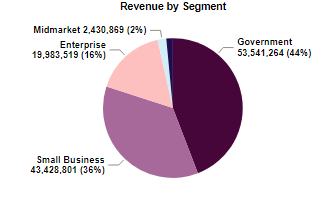 Revenue by Segment
Midmarket 2,430,869 (2%)
Government
53,541,264 (44%)
Enterprise
19,983,519 (16%)
Small Business
43,428,801 (36%)